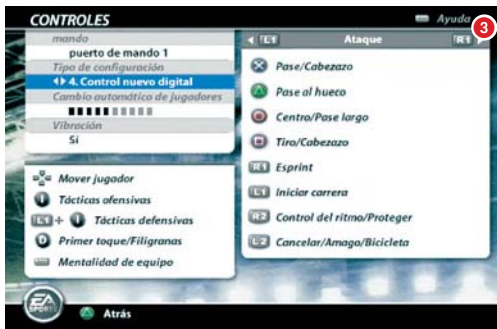 CONTROLES
Ayuda
3
mando
puerto de mando 1
Tipo de configuración
4. Control nuevo digital
Cambio automático de jugadores
Vibración
Sí
Mover jugador
Tácticas ofensivas
L1 + Tácticas defensivas
D Primer toque/Filigranas
Mentalidad de equipo
L1 Ataque R1
Pase/Cabezazo
Pase al hueco
Centro/Pase largo
Tiro/Cabezazo
R1 Esprint
L1 Iniciar carrera
R2 Control del ritmo/Proteger
L2 Cancelar/Amago/Bicicleta
EA SPORTS
Atrás